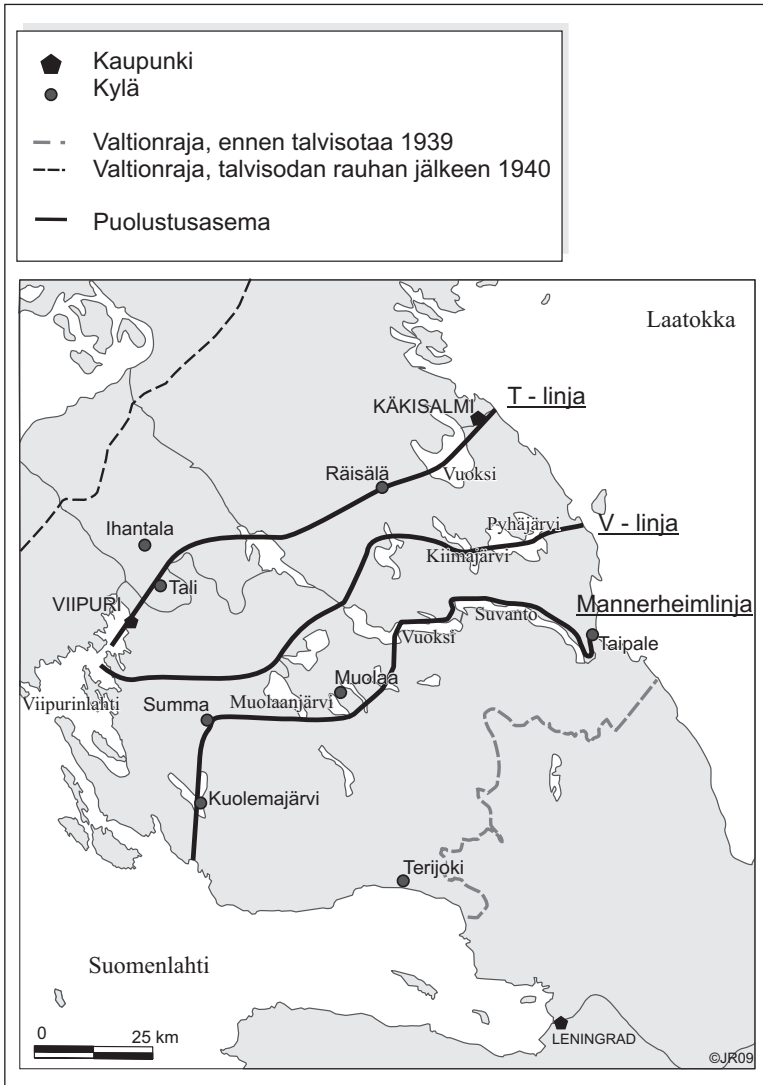 Kaupunki
Kylä
Valtionraja, ennen talvisotaa 1939
Valtionraja, talvisodan rauhan jälkeen 1940
Puolustusasema
Laatokka
T - linja
KÄKISALMI
Räisälä
Vuoksi
Ihantala
Pyhäjärvi
V - linja
Kiimajärvi
Tali
VIIPURI
Mannerheimlinja
Suvanto
Vuoksi
Taipale
Muolaa
Viipurinlahti
Summa
Muolaanjärvi
Kuolemajärvi
Terijoki
Suomenlahti
0 25 km
LENINGRAD
©JR09